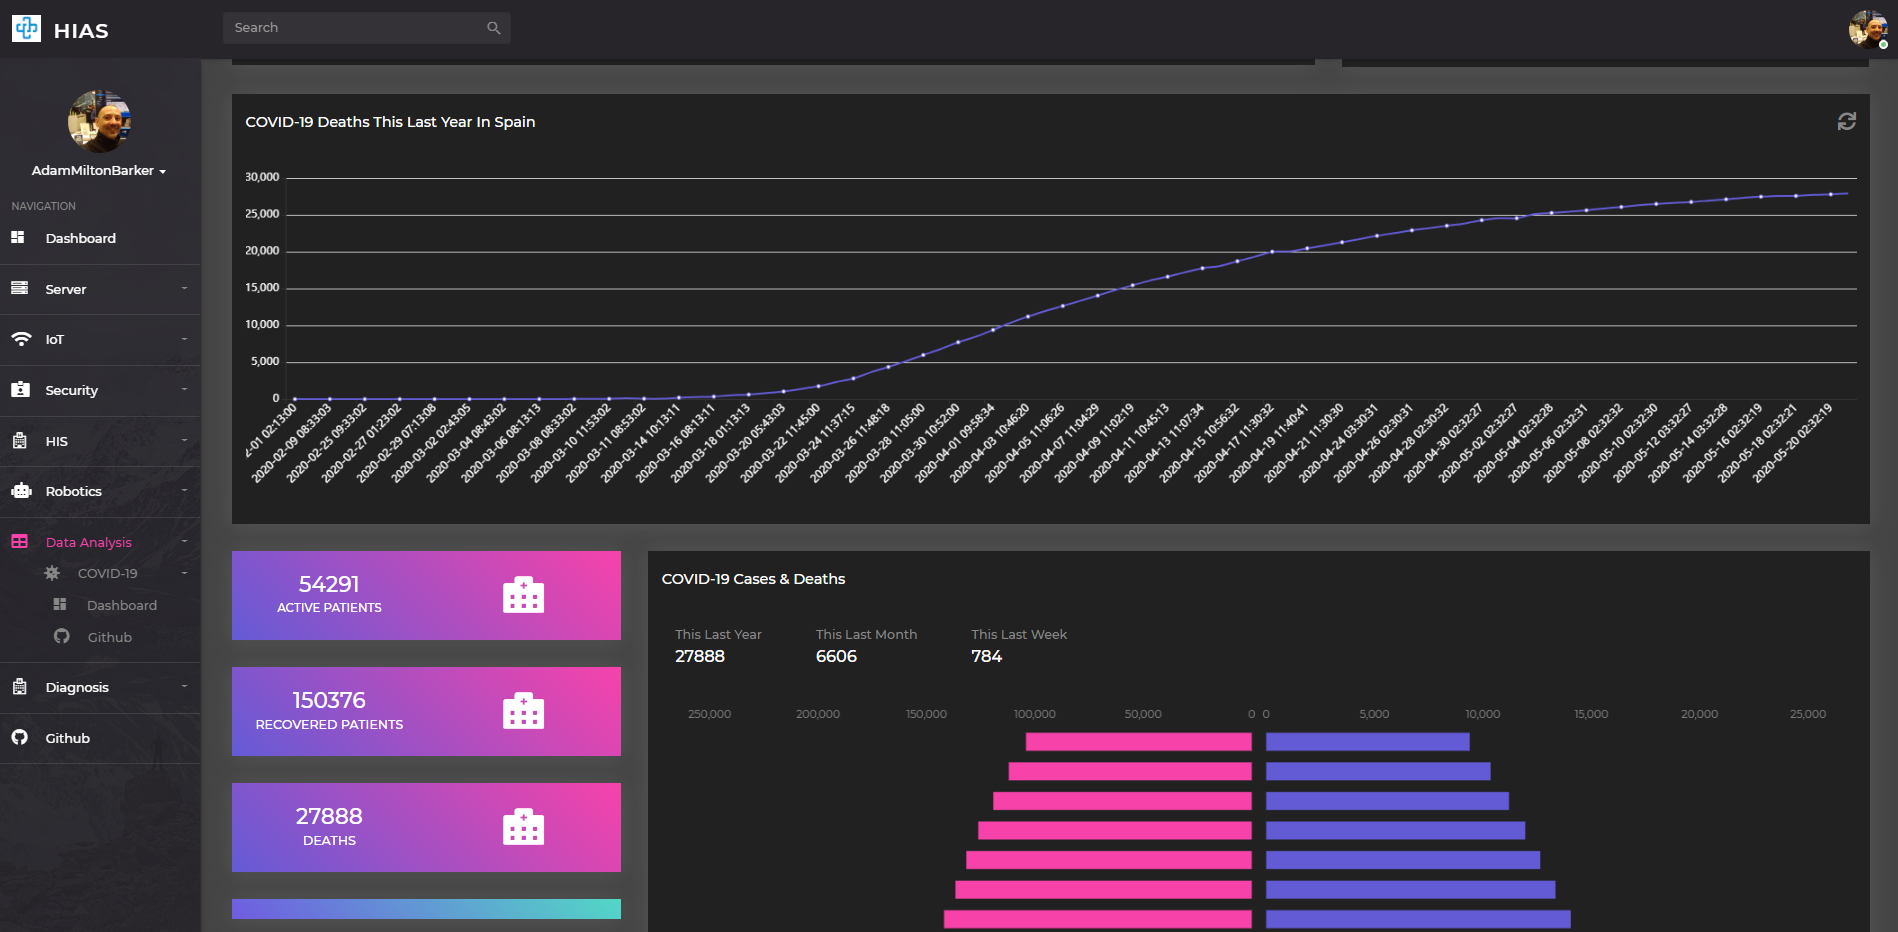 HIAS
Search
AdamMiltonBarker
NAVIGATION
Dashboard
Server
IoT
Security
HIS
Robotics
Data Analysis
COVID-19
Dashboard
Github
Diagnosis
Github
COVID-19 Deaths This Last Year In Spain
30,000
25,000
20,000
15,000
10,000
5,000
0
2-01 02:13:00
2020-02-09 08:33:03
2020-02-25 09:33:02
2020-02-27 01:23:02
2020-02-29 07:13:08
2020-03-02 02:43:05
2020-03-04 08:43:02
2020-03-06 08:13:13
2020-03-08 08:33:02
2020-03-10 11:53:02
2020-03-11 08:53:02
2020-03-14 10:13:11
2020-03-16 08:13:11
2020-03-18 01:13:13
2020-03-20 05:43:03
2020-03-22 11:45:00
2020-03-24 11:37:15
2020-03-26 11:48:18
2020-03-28 11:05:00
2020-03-30 10:52:00
2020-04-01 09:58:34
2020-04-03 10:46:20
2020-04-05 11:06:26
2020-04-07 11:04:29
2020-04-09 11:02:19
2020-04-11 10:45:13
2020-04-13 11:07:34
2020-04-15 10:56:32
2020-04-17 11:30:32
2020-04-19 11:40:41
2020-04-21 11:30:30
2020-04-24 03:30:31
2020-04-26 02:30:31
2020-04-28 02:30:32
2020-04-30 02:32:27
2020-05-02 02:32:27
2020-05-04 02:32:28
2020-05-06 02:32:31
2020-05-08 02:32:32
2020-05-10 02:32:30
2020-05-12 03:32:27
2020-05-14 03:32:28
2020-05-16 02:32:19
2020-05-18 02:32:21
2020-05-20 02:32:19
54291
ACTIVE PATIENTS
150376
RECOVERED PATIENTS
27888
DEATHS
COVID-19 Cases & Deaths
This Last Year This Last Month This Last Week
27888 6606 784
250,000 200,000 150,000 100,000 50,000 0 0 5,000 10,000 15,000 20,000 25,000